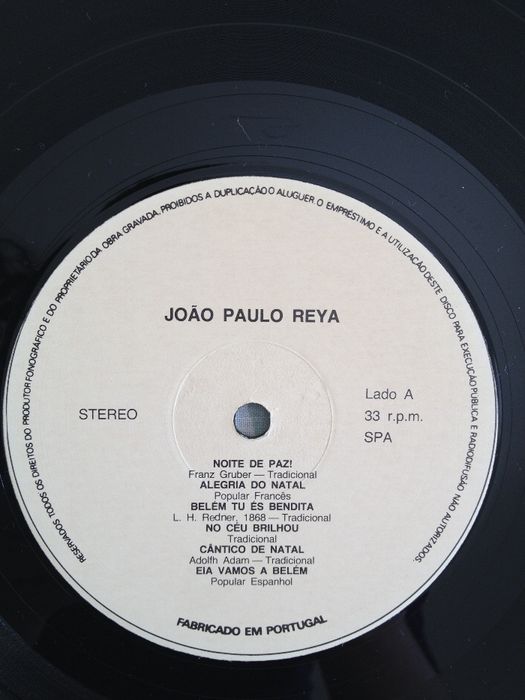 RESERVADOS TODOS OS DIREITOS DO PRODUTOR FONOGRÁFICO E DO PROPRIETÁRIO DA OBRA GRAVADA. PROIBIDOS A DUPLICAÇÃO O ALUGUER O EMPRÉSTIMO E A UTILIZAÇÃO DESTE DISCO PARA EXECUÇÃO PÚBLICA E RADIODIFUSÃO NÃO AUTORIZADOS.
JOÃO PAULO REYA
STEREO
Lado A
33 r.p.m.
SPA
NOITE DE PAZ!
Franz Gruber — Tradicional
ALEGRIA DO NATAL
Popular Francês
BELÉM TU ÉS BENDITA
L. H. Redner, 1868 — Tradicional
NO CÉU BRILHOU
Tradicional
CÂNTICO DE NATAL
Adolfh Adam — Tradicional
EIA VAMOS A BELÉM
Popular Espanhol
FABRICADO EM PORTUGAL